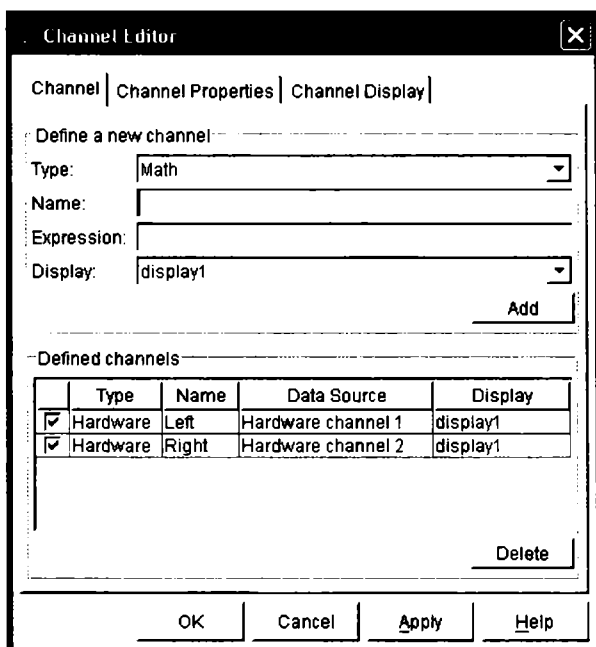 Channel Editor
Channel Channel Properties Channel Display
Define a new channel
Type: Math
Name:
Expression:
Display: display1
Add
Defined channels
Type Name Data Source Display
Hardware Left Hardware channel 1 display1
Hardware Right Hardware channel 2 display1
Delete
OK Cancel Apply Help